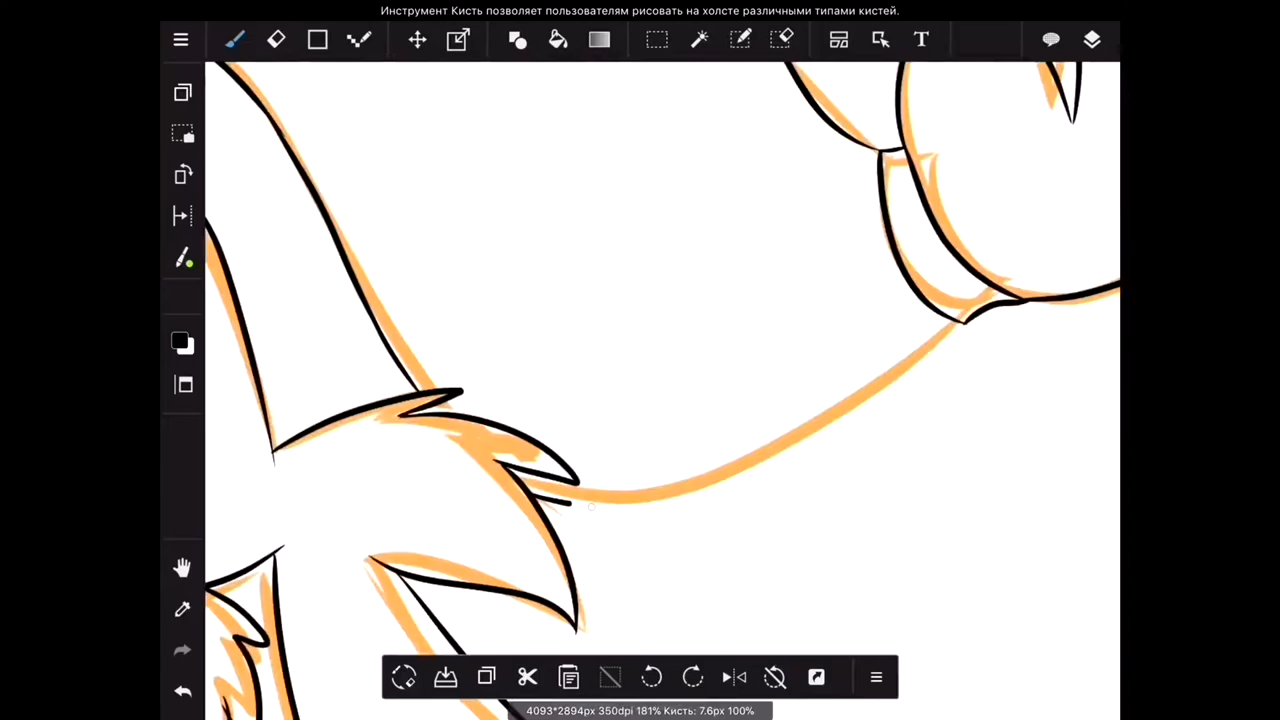 Инструмент Кисть позволяет пользователям рисовать на холсте различными типами кистей.
T
4093*2894px 350dpi 181% Кисть: 7.6px 100%